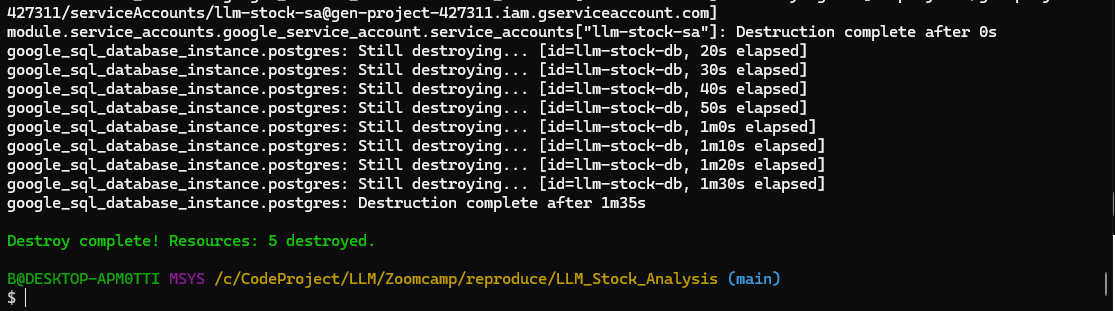 427311/serviceAccounts/llm-stock-sa@gen-project-427311.iam.gserviceaccount.com]
module.service_accounts.google_service_account.service_accounts["llm-stock-sa"]: Destruction complete after 0s
google_sql_database_instance.postgres: Still destroying... [id=llm-stock-db, 20s elapsed]
google_sql_database_instance.postgres: Still destroying... [id=llm-stock-db, 30s elapsed]
google_sql_database_instance.postgres: Still destroying... [id=llm-stock-db, 40s elapsed]
google_sql_database_instance.postgres: Still destroying... [id=llm-stock-db, 50s elapsed]
google_sql_database_instance.postgres: Still destroying... [id=llm-stock-db, 1m0s elapsed]
google_sql_database_instance.postgres: Still destroying... [id=llm-stock-db, 1m10s elapsed]
google_sql_database_instance.postgres: Still destroying... [id=llm-stock-db, 1m20s elapsed]
google_sql_database_instance.postgres: Still destroying... [id=llm-stock-db, 1m30s elapsed]
google_sql_database_instance.postgres: Destruction complete after 1m35s
Destroy complete! Resources: 5 destroyed.
B@DESKTOP-APM0TTI MSYS /c/CodeProject/LLM/Zoomcamp/reproduce/LLM_Stock_Analysis (main)
$